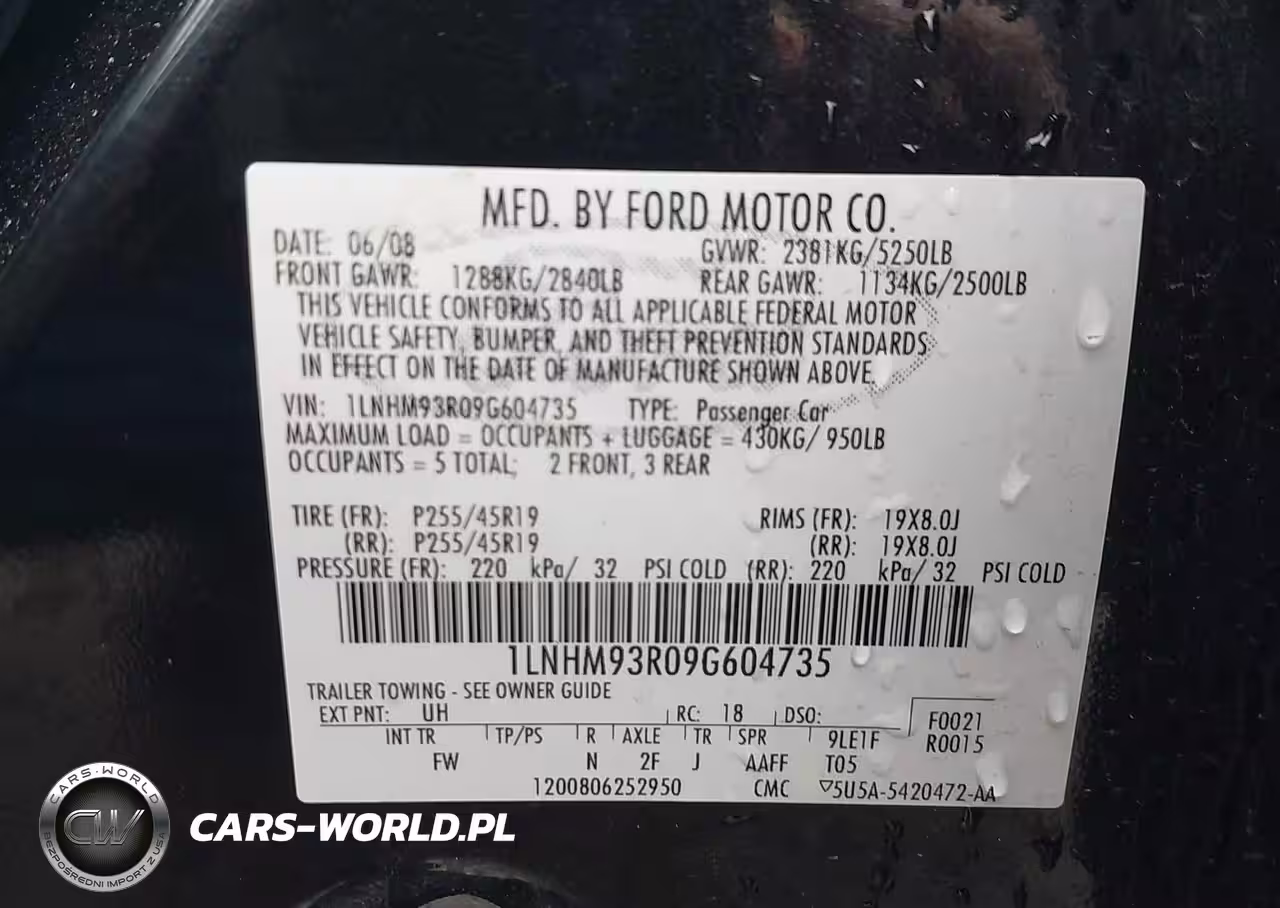 MFD. BY FORD MOTOR CO.
DATE: 06/08 GVWR: 2381KG/5250LB
FRONT GAWR: 1288KG/2840LB REAR GAWR: 1134KG/2500LB
THIS VEHICLE CONFORMS TO ALL APPLICABLE FEDERAL MOTOR
VEHICLE SAFETY, BUMPER, AND THEFT PREVENTION STANDARDS
IN EFFECT ON THE DATE OF MANUFACTURE SHOWN ABOVE.
VIN: 1LNHM93R09G604735 TYPE: Passenger Car
MAXIMUM LOAD = OCCUPANTS + LUGGAGE = 430KG/ 950LB
OCCUPANTS = 5 TOTAL; 2 FRONT, 3 REAR
TIRE (FR): P255/45R19 RIMS (FR): 19X8.0J
(RR): P255/45R19 (RR): 19X8.0J
PRESSURE (FR): 220 kPa/ 32 PSI COLD (RR): 220 kPa/ 32 PSI COLD
1LNHM93R09G604735
TRAILER TOWING - SEE OWNER GUIDE
EXT PNT: UH RC: 18 DSO: F0021
INT TR TP/PS R AXLE TR SPR 9LE1F R0015
FW N 2F J AAFF T05
1200806252950 CMC ▽5U5A-5420472-AA
CARS-WORLD
CW
BEZPOŚREDNI IMPORT Z USA
CARS-WORLD.PL